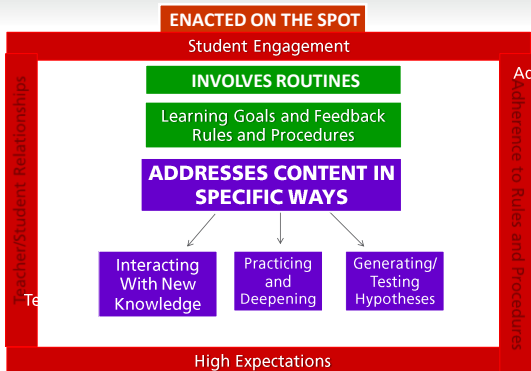 ENACTED ON THE SPOT
Student Engagement
Teacher/Student Relationships
Te
INVOLVES ROUTINES
Learning Goals and Feedback
Rules and Procedures
ADDRESSES CONTENT IN
SPECIFIC WAYS
Interacting
With New
Knowledge
Practicing
and
Deepening
Generating/
Testing
Hypotheses
Ad
Adherence to Rules and Procedures
High Expectations